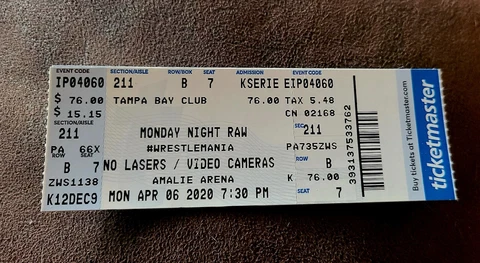 EVENT CODE SECTION/AISLE ROW/BOX SEAT ADMISSION EVENT CODE
IP04060 211 B 7 KSERIE EIP04060
$ 76.00 TAMPA BAY CLUB 76.00 TAX 5.48
$ 15.15 CN 02168
SECTION/AISLE
211 MONDAY NIGHT RAW SEC 211
PA 66X #WRESTLEMANIA PA735ZWS
ROW/BOX SEAT ROW
B 7 NO LASERS / VIDEO CAMERAS B
ZWS1138 AMALIE ARENA K 76.00
K12DEC9 MON APR 06 2020 7:30 PM SEAT 7
393137533762
Buy tickets at Ticketmaster.com
ticketmaster